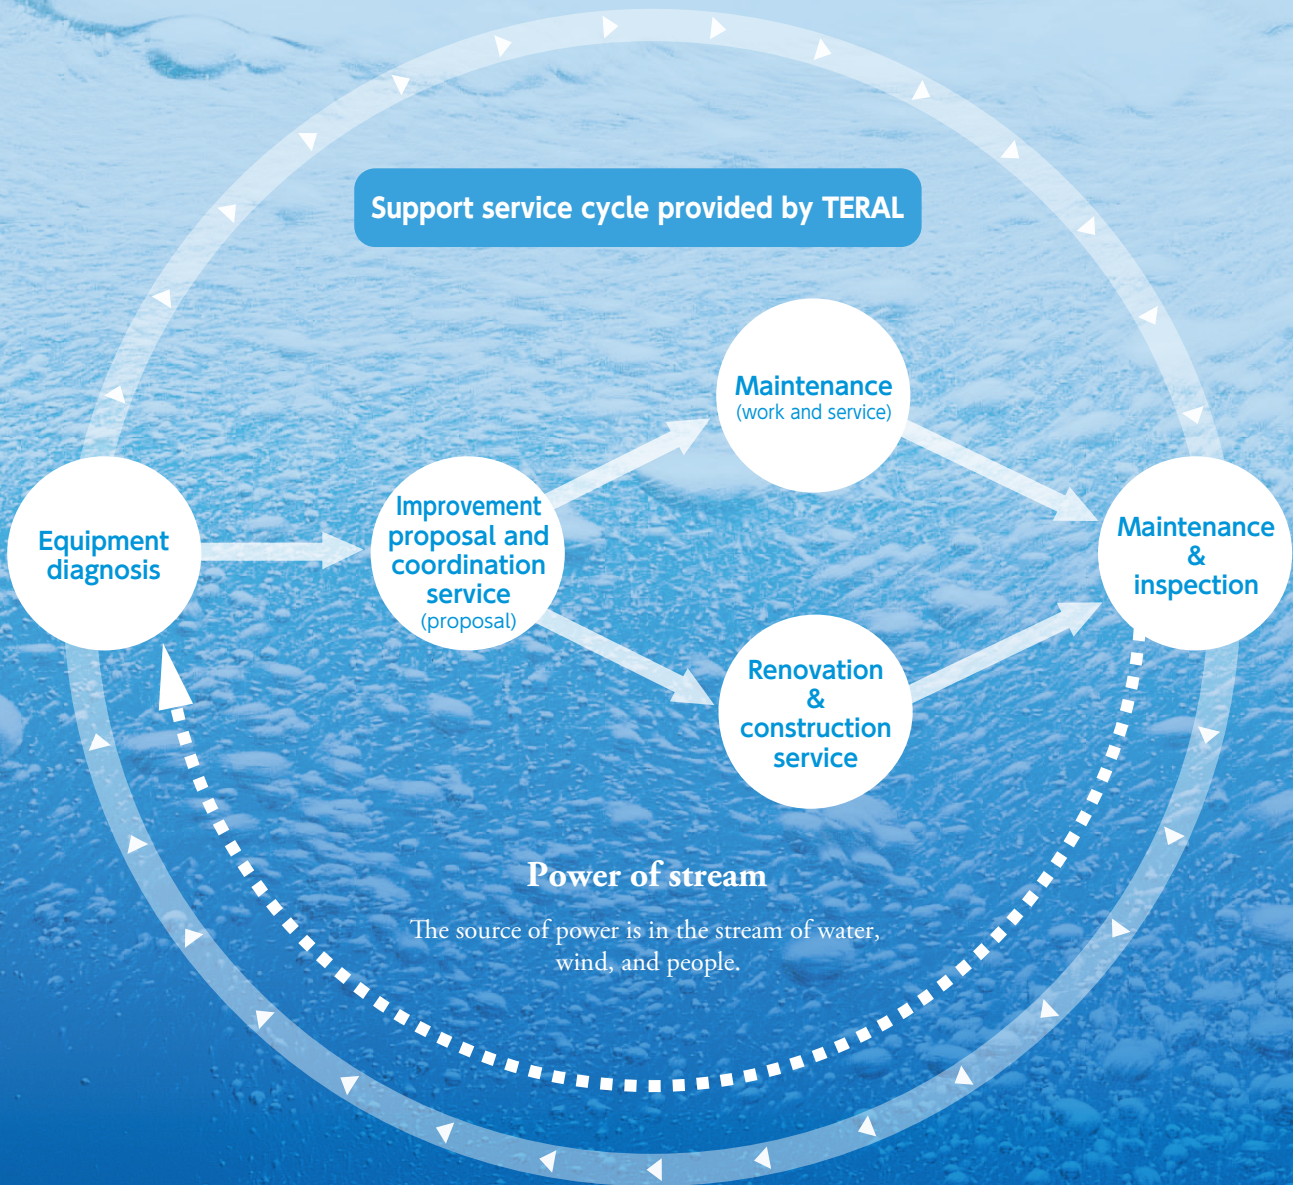 Support service cycle provided by TERAL
Equipment
diagnosis
Improvement
proposal and
coordination
service
(proposal)
Maintenance
(work and service)
Renovation
&
construction
service
Maintenance
&
inspection
Power of stream
The source of power is in the stream of water,
wind, and people.